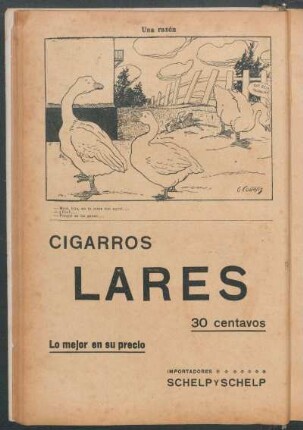 Una razón
CIGARROS
LARES
30 centavos
Lo mejor en su precio
IMPORTADORES
SCHELP Y SCHELP